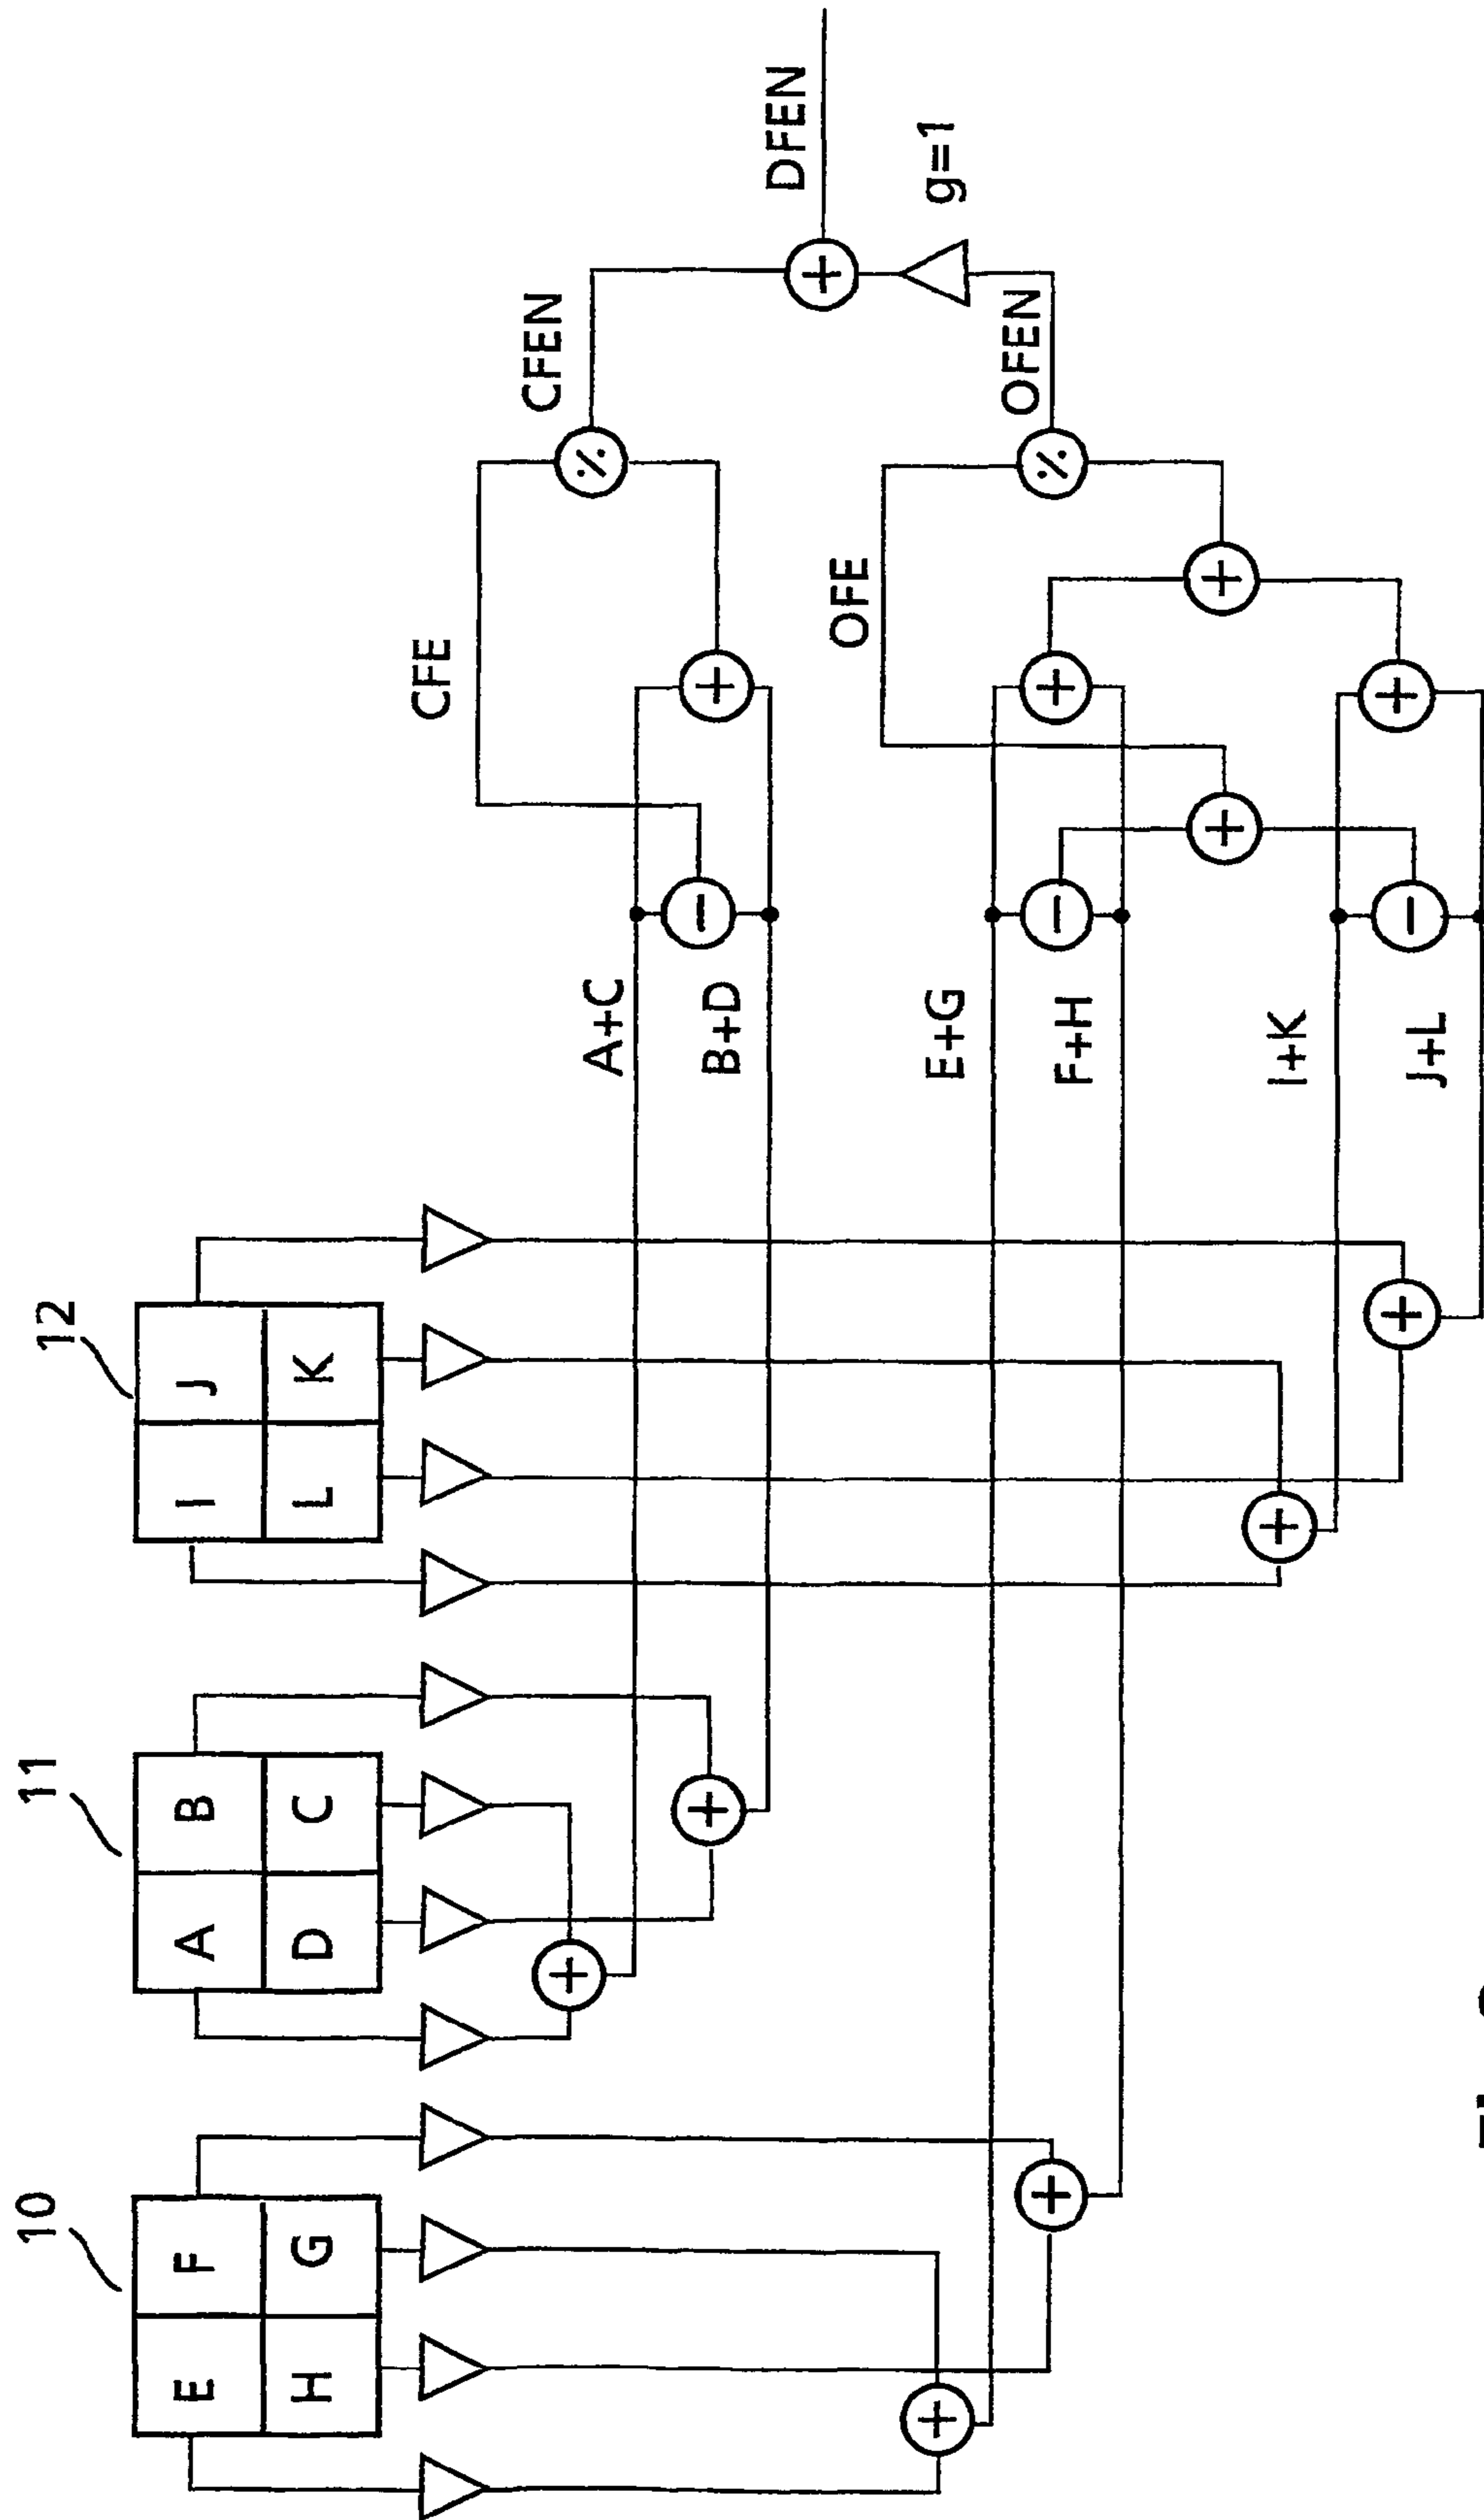 10
E F
H G
11
A B
D C
12
I J
L K
A+C
B+D
E+G
F+H
I+K
J+L
+
+
+
+
+
+
−
−
−
+
+
+
+
+
CFE
OFE
%
%
CFEN
OFEN
+
g=1
DFEN